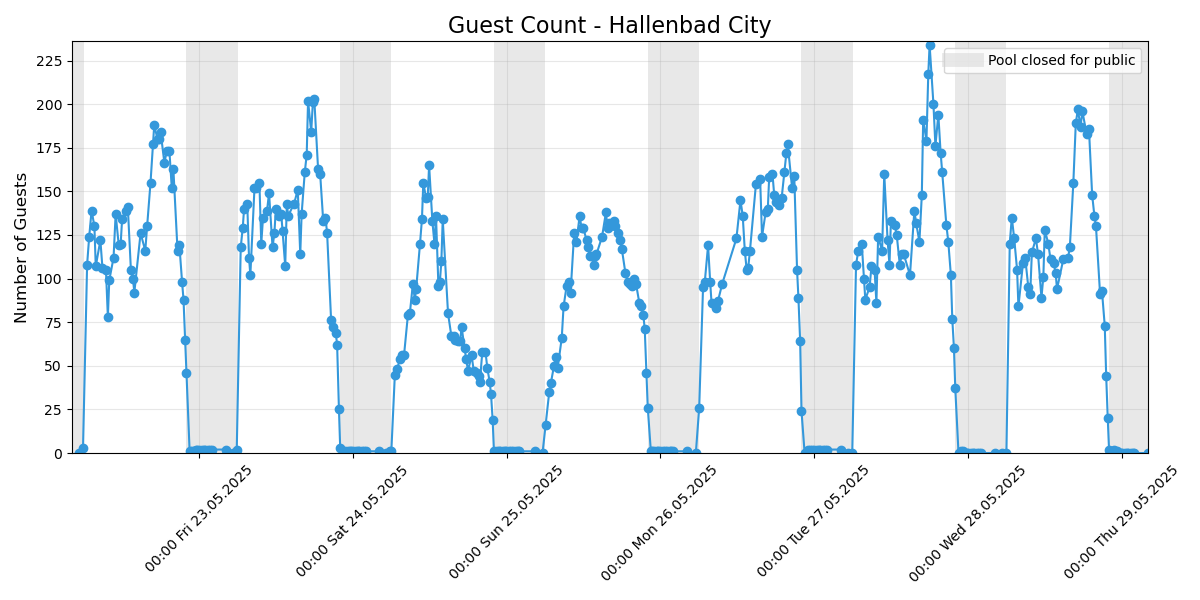 Guest Count - Hallenbad City
Pool closed for public
Number of Guests
225
200
175
150
125
100
75
50
25
0
00:00 Fri 23.05.2025
00:00 Sat 24.05.2025
00:00 Sun 25.05.2025
00:00 Mon 26.05.2025
00:00 Tue 27.05.2025
00:00 Wed 28.05.2025
00:00 Thu 29.05.2025